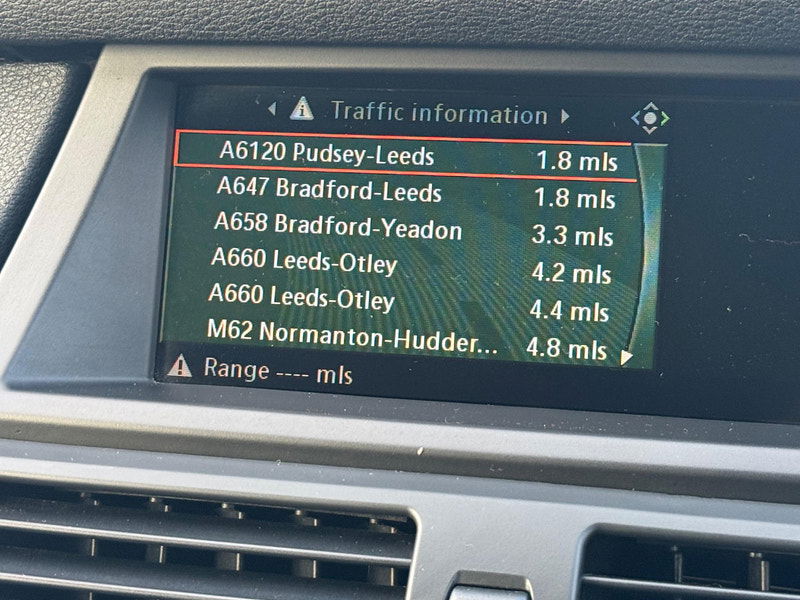 Traffic information
A6120 Pudsey-Leeds 1.8 mls
A647 Bradford-Leeds 1.8 mls
A658 Bradford-Yeadon 3.3 mls
A660 Leeds-Otley 4.2 mls
A660 Leeds-Otley 4.4 mls
M62 Normanton-Hudder... 4.8 mls
Range ---- mls